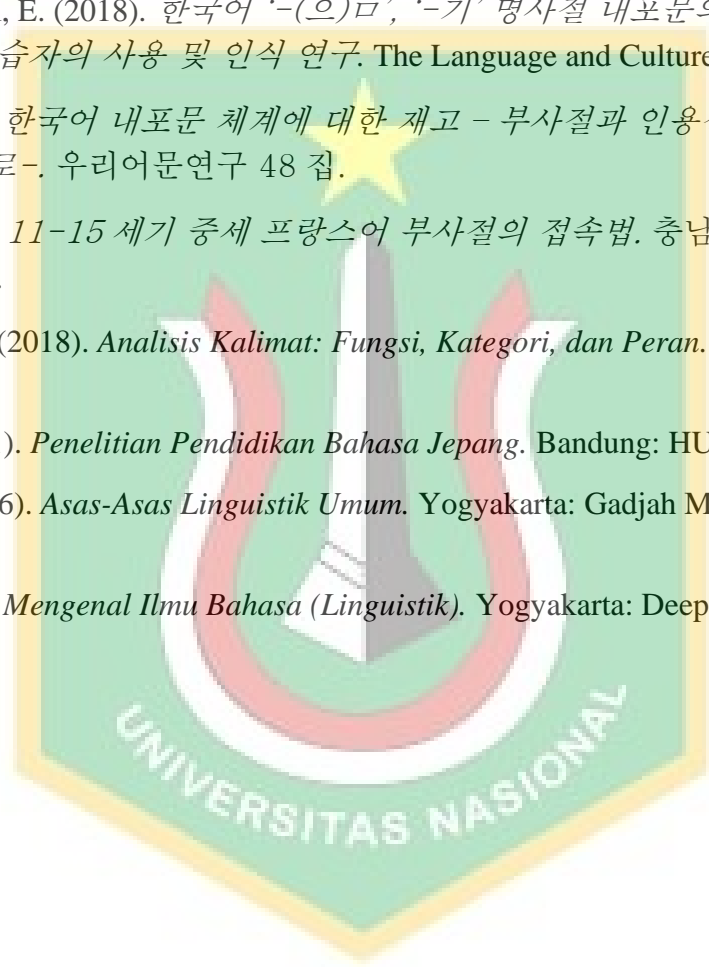 , E. (2018). 한국어 ‘-(으)ㅁ’, ‘-기’ 명사절 내포문의
습자의 사용 및 인식 연구. The Language and Culture
한국어 내포문 체계에 대한 재고 – 부사절과 인용
로-. 우리어문연구 48 집.
11-15 세기 중세 프랑스어 부사절의 접속법. 충남
(2018). Analisis Kalimat: Fungsi, Kategori, dan Peran.
). Penelitian Pendidikan Bahasa Jepang. Bandung: HU
6). Asas-Asas Linguistik Umum. Yogyakarta: Gadjah M
Mengenal Ilmu Bahasa (Linguistik). Yogyakarta: Deep
UNIVERSITAS NASIONAL